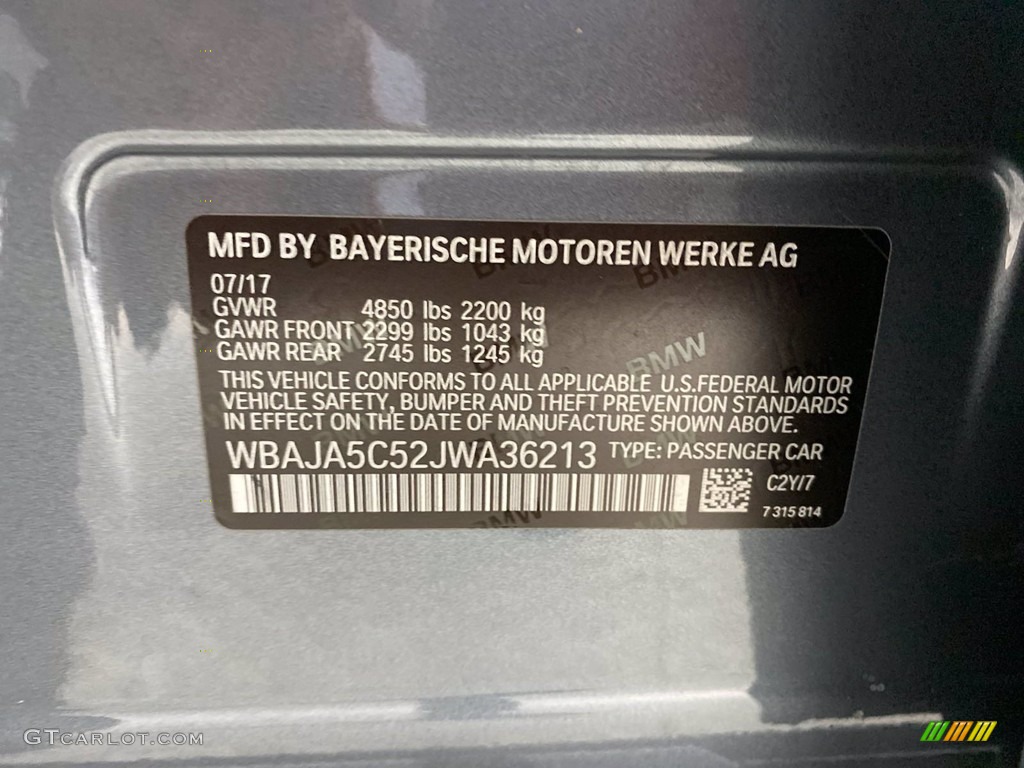 MFD BY BAYERISCHE MOTOREN WERKE AG
07/17
GVWR 4850 lbs 2200 kg
GAWR FRONT 2299 lbs 1043 kg
GAWR REAR 2745 lbs 1245 kg
THIS VEHICLE CONFORMS TO ALL APPLICABLE U.S.FEDERAL MOTOR
VEHICLE SAFETY, BUMPER AND THEFT PREVENTION STANDARDS
IN EFFECT ON THE DATE OF MANUFACTURE SHOWN ABOVE.
WBAJA5C52JWA36213 TYPE: PASSENGER CAR
C2Y/7
7 315 814
BMW
GTCARLOT.COM